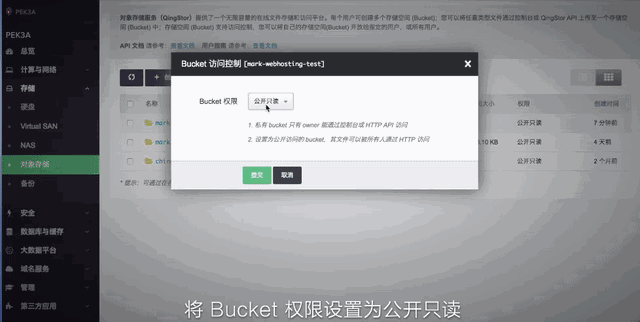 PEK3A
对象存储服务（QingStor）提供了一个无限容量的在线文件存储和访问平台。每个用户可创建多个存储空间 (Bucket)；您可以将任意类型文件通过控制台或 QingStor API 上传至一个存储空间
(Bucket) 中；存储空间 (Bucket) 支持访问控制，您可以将自己的存储空间(Bucket)开放给指定的用户，或所有用户。
API 文档 请参考：查看文档 用户指南 请参考：查看文档
PEK3A
总览
计算与网络
存储
硬盘
Virtual SAN
NAS
对象存储
备份
安全
数据库与缓存
大数据平台
域名服务
管理
第三方应用
Bucket 访问控制 [mark-webhosting-test]
Bucket 权限
公开只读
1. 私有 bucket 只有 owner 能通过控制台或 HTTP API 访问
2. 设置为公开访问的 bucket，其文件可以被所有人通过 HTTP 访问
提交
取消
名称
大小
权限
创建时间
mark
公开只读
7 分钟前
mark
.10 KB
公开只读
4 天前
chin
公开只读
2 个月前
* 提示：可通过在
将 Bucket 权限设置为公开只读